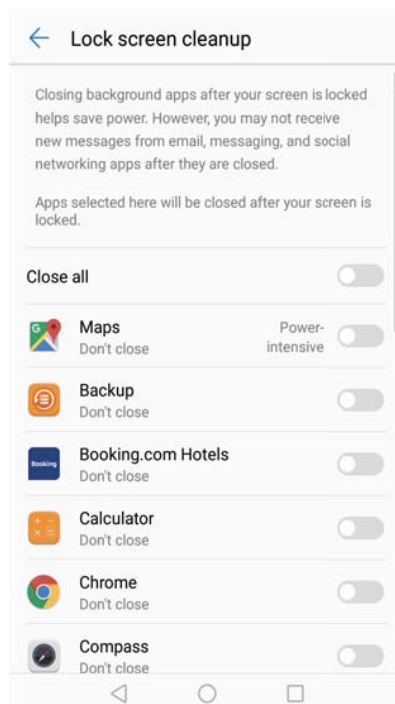 Lock screen cleanup
Closing background apps after your screen is locked
helps save power. However, you may not receive
new messages from email, messaging, and social
networking apps after they are closed.
Apps selected here will be closed after your screen is
locked.
Close all
G
Maps
Don't close
Power-
intensive
Backup
Don't close
Booking
Booking.com Hotels
Don't close
Calculator
Don't close
Chrome
Don't close
Compass
Don't close